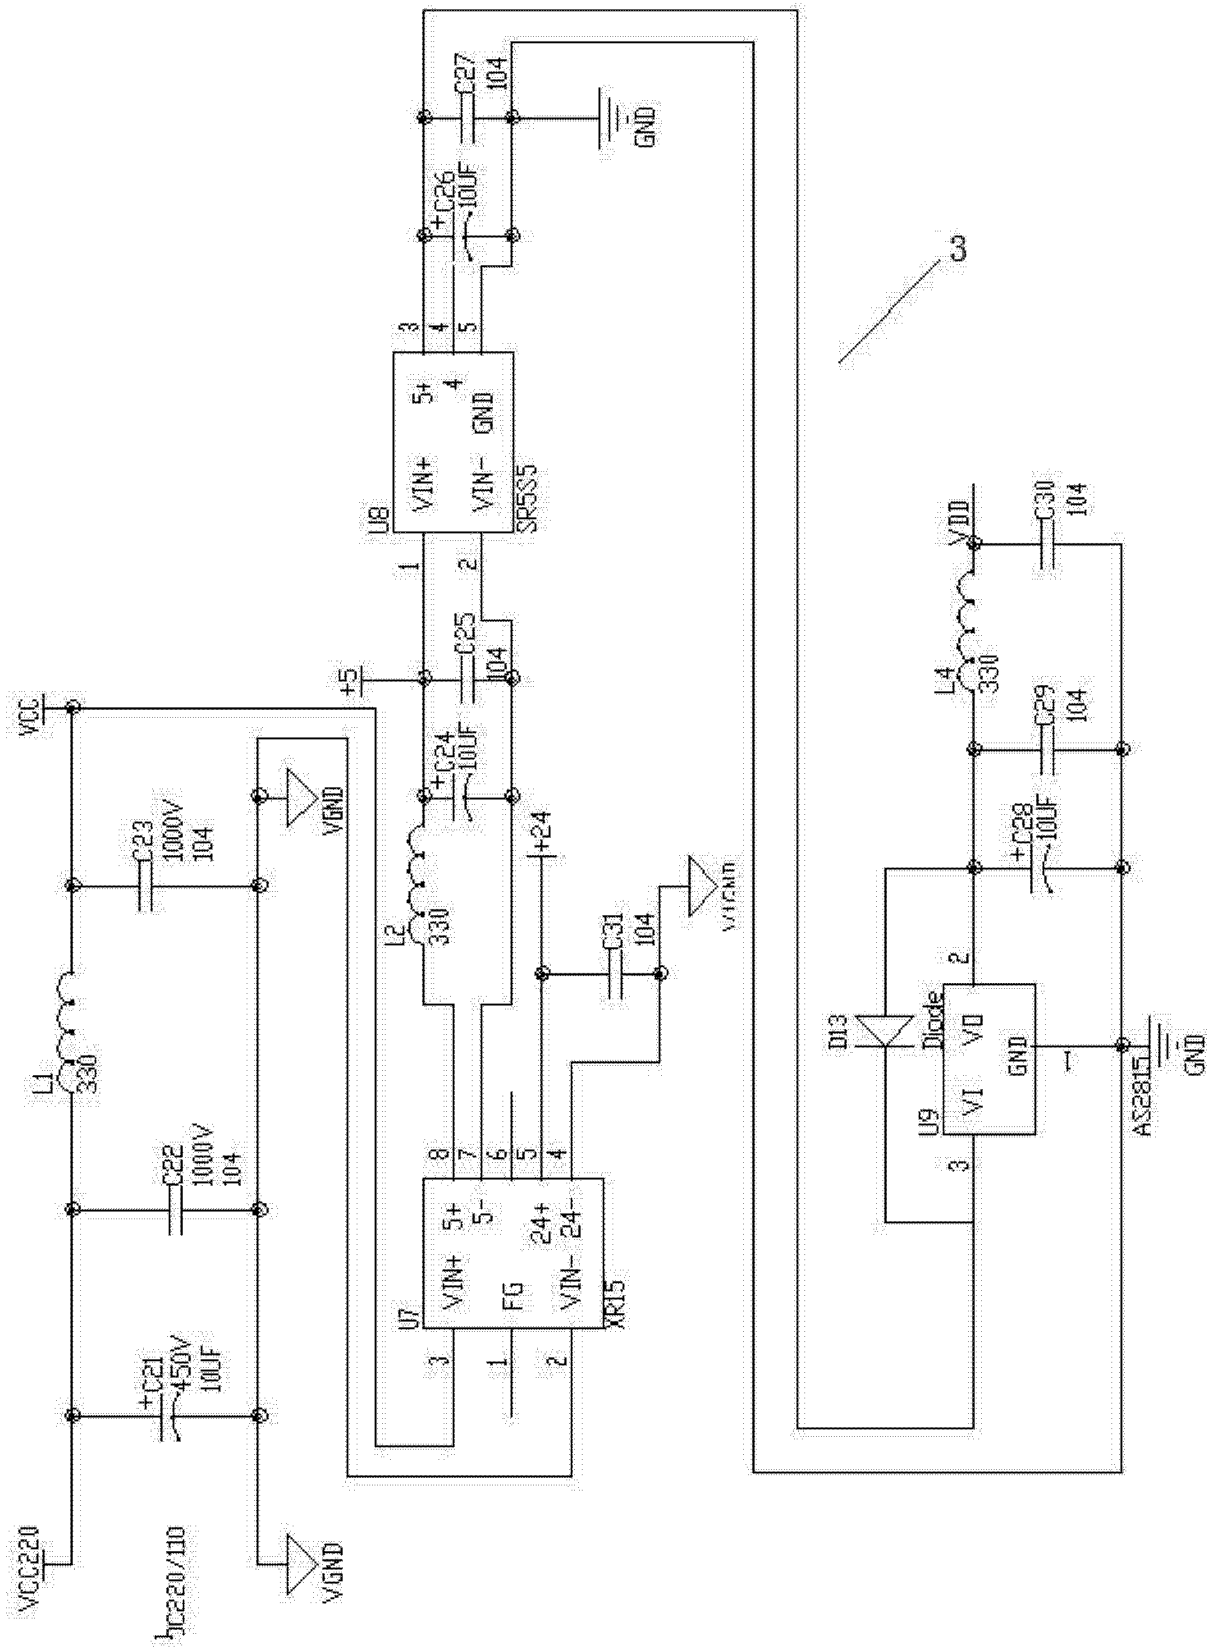 VCC220
DC220/110
VGND
+C21
450V
10UF
C22
1000V
104
L1
330
C23
1000V
104
VCC
VGND
U7
VIN+
FG
VIN-
5+
5-
24+
24-
XR15
3
1
2
8
7
6
5
4
L2
330
+C24
10UF
+5
C25
104
+24
C31
104
U8
VIN+
VIN-
5+
4
GND
SR5S5
1
2
3
4
5
+C26
10UF
C27
104
GND
3
D13
Diode
U9
VI
VO
GND
AS2815
3
2
1
GND
+C28
10UF
C29
104
L4
330
VDD
C30
104